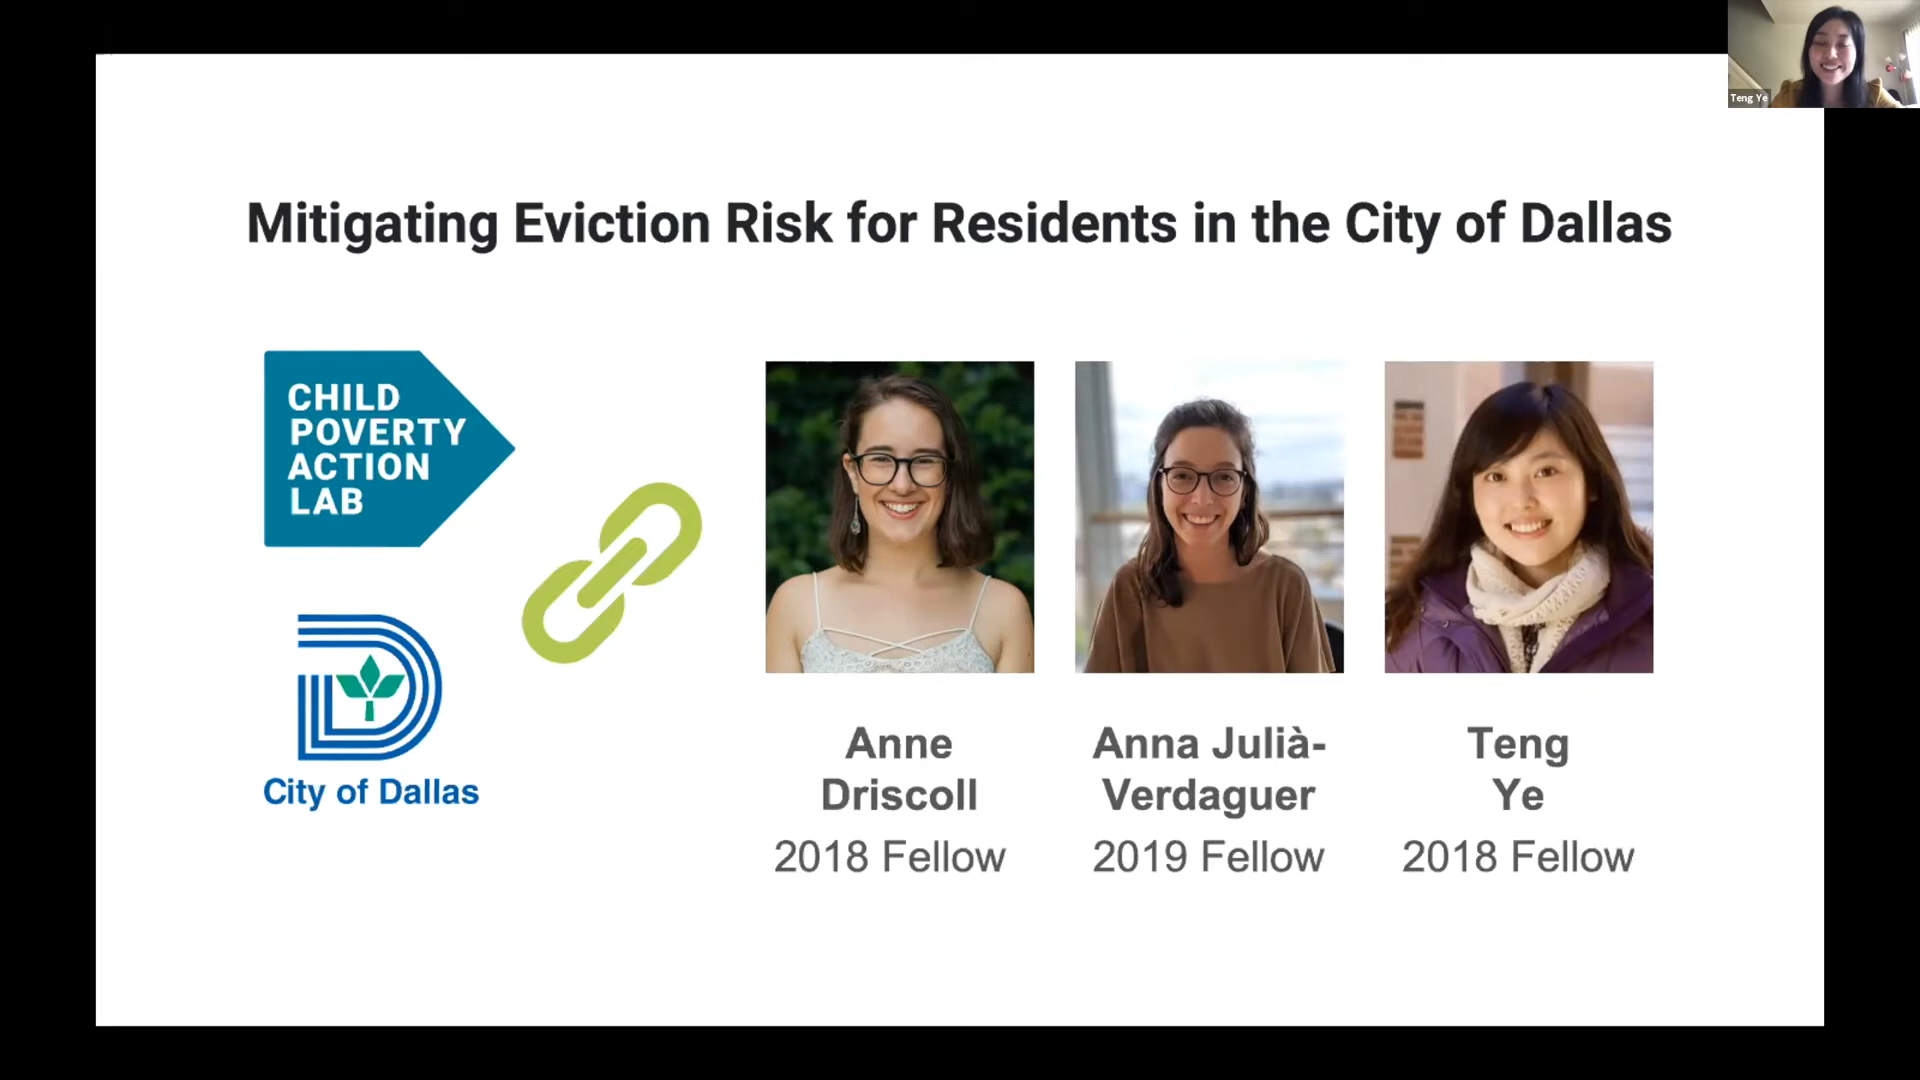 Teng Ye
Mitigating Eviction Risk for Residents in the City of Dallas
CHILD
POVERTY
ACTION
LAB
City of Dallas
Anne
Driscoll
2018 Fellow
Anna Julià-
Verdaguer
2019 Fellow
Teng
Ye
2018 Fellow